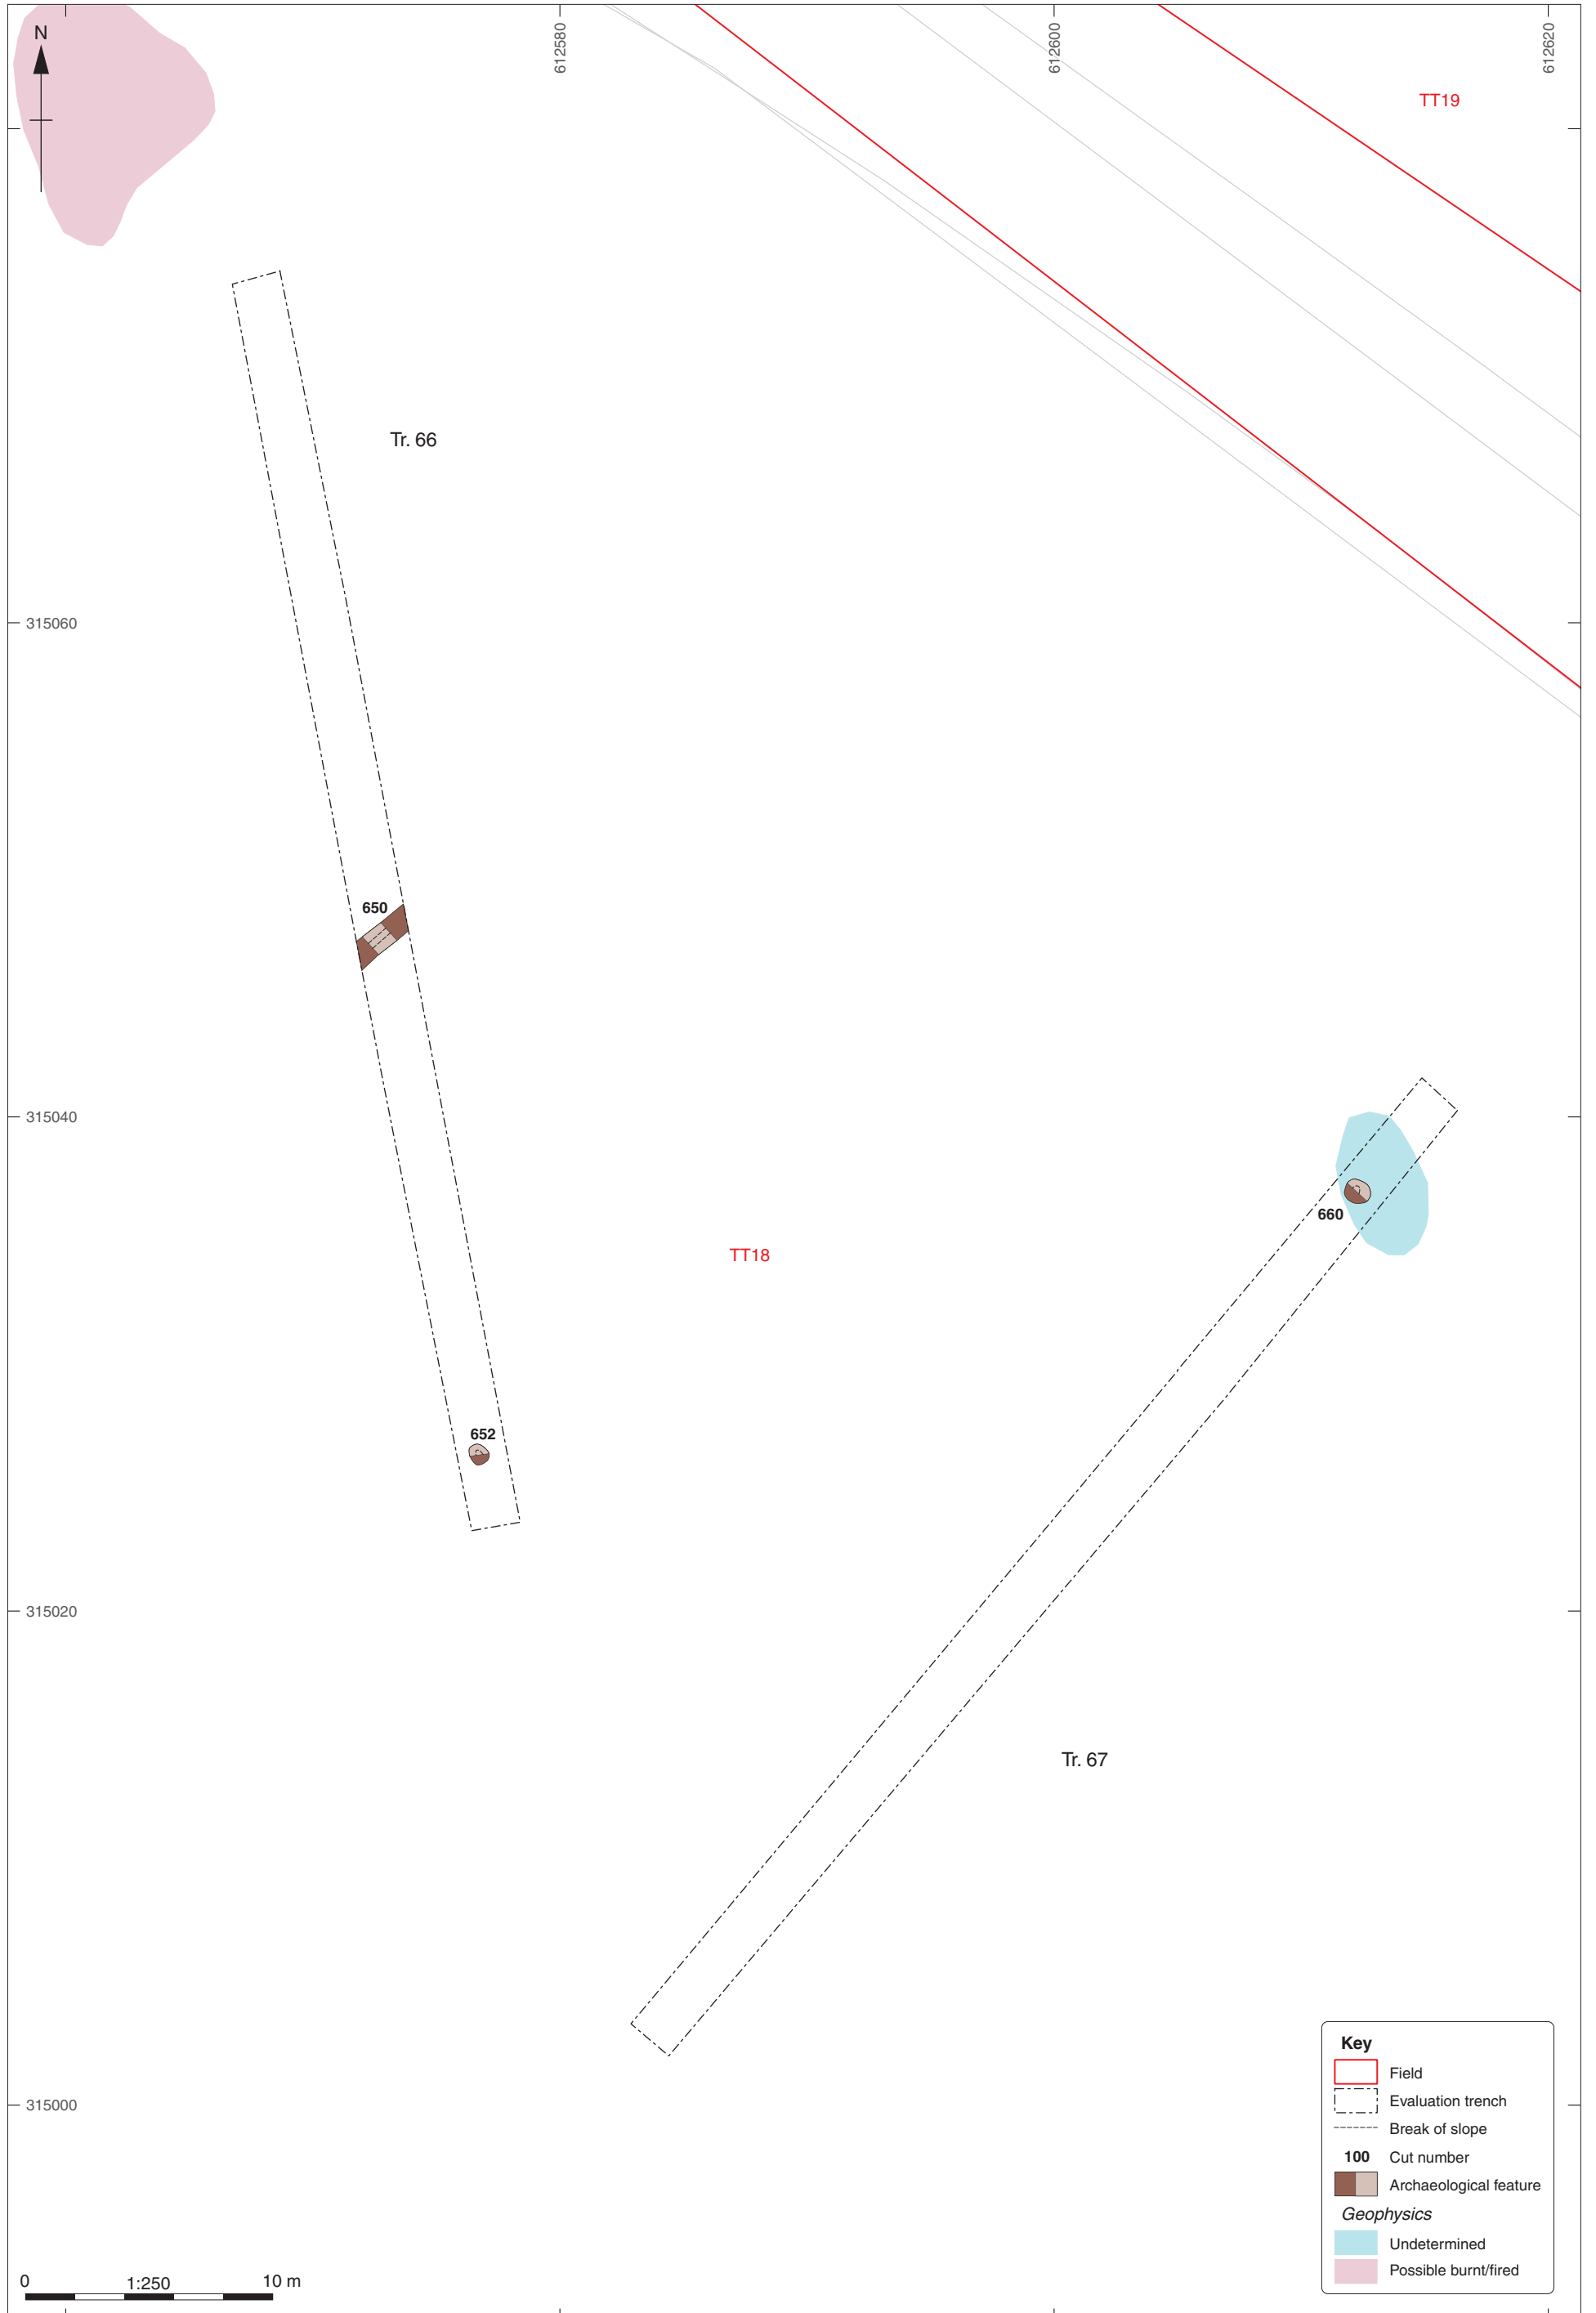 N
612580
612600
612620
TT19
Tr. 66
315060
650
315040
660
TT18
652
315020
Tr. 67
315000
Key
Field
Evaluation trench
Break of slope
100 Cut number
Archaeological feature
Geophysics
Undetermined
Possible burnt/fired
0 1:250 10 m